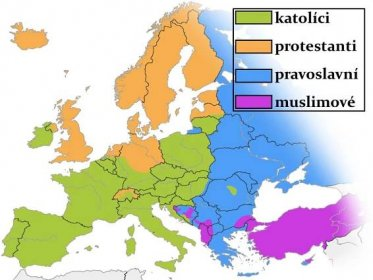 katolíci
protestanti
pravoslavní
muslimové